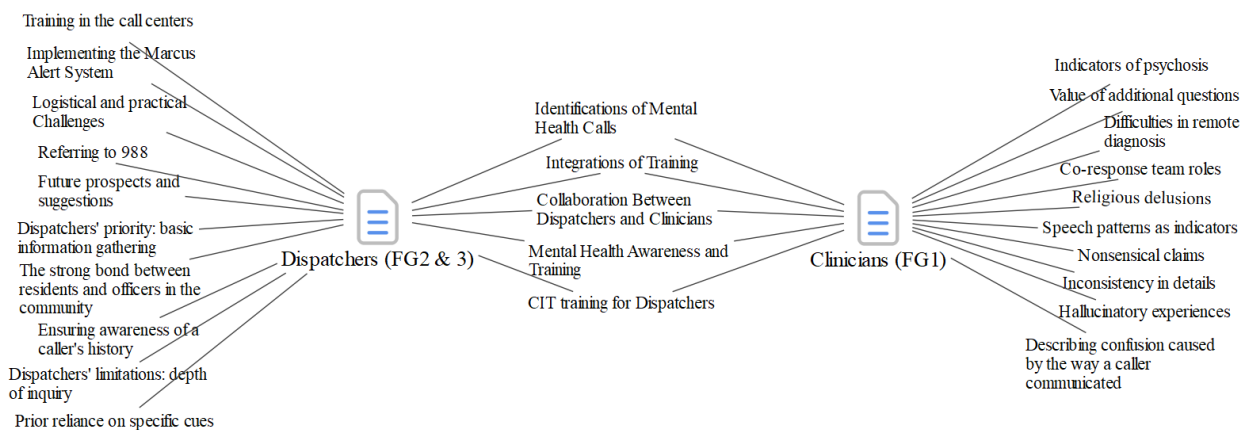 Training in the call centers
Implementing the Marcus
Alert System
Logistical and practical
Challenges
Referring to 988
Future prospects and
suggestions
Dispatchers' priority: basic
information gathering
The strong bond between
residents and officers in the
community
Ensuring awareness of a
caller's history
Dispatchers' limitations: depth
of inquiry
Prior reliance on specific cues
Dispatchers (FG2 & 3)
Identifications of Mental
Health Calls
Integrations of Training
Collaboration Between
Dispatchers and Clinicians
Mental Health Awareness and
Training
CIT training for Dispatchers
Clinicians (FG1)
Indicators of psychosis
Value of additional questions
Difficulties in remote
diagnosis
Co-response team roles
Religious delusions
Speech patterns as indicators
Nonsensical claims
Inconsistency in details
Hallucinatory experiences
Describing confusion caused
by the way a caller
communicated